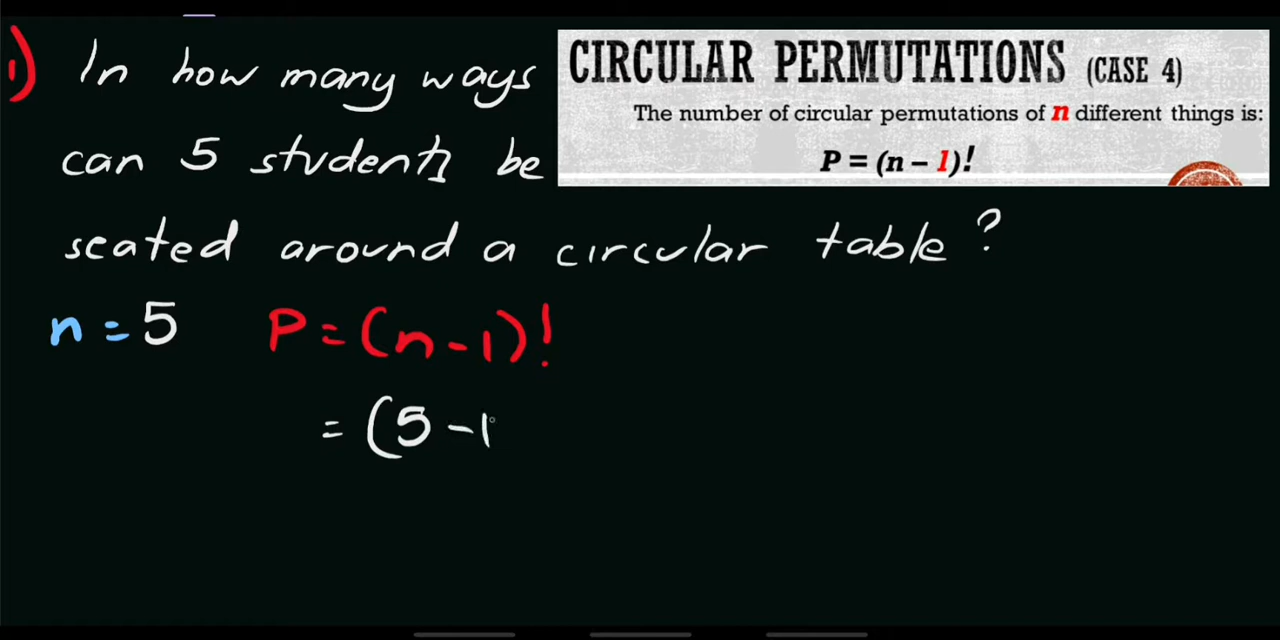 1) In how many ways
can 5 students be
seated around a circular table?
CIRCULAR PERMUTATIONS (CASE 4)
The number of circular permutations of n different things is:
P = (n – 1)!
n = 5 P = (n - 1)!
= (5 - 1